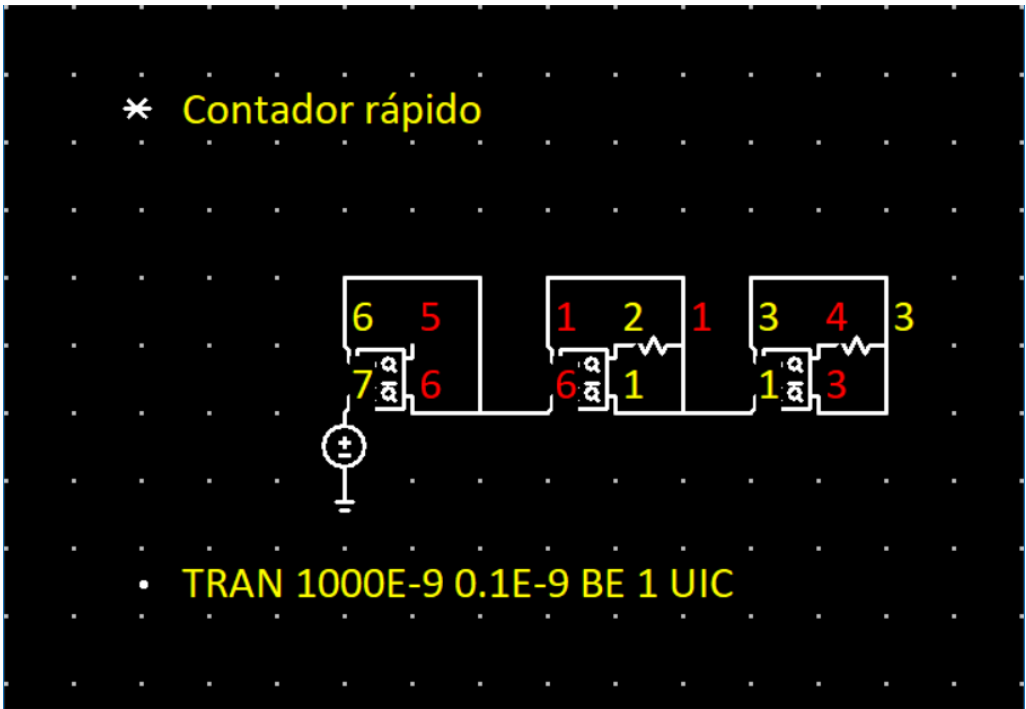 * Contador rápido
6 5 1 2 1 3 4 3
Q Q Q
7 6 6 1 1 3
Q̅ Q̅ Q̅
. TRAN 1000E-9 0.1E-9 BE 1 UIC